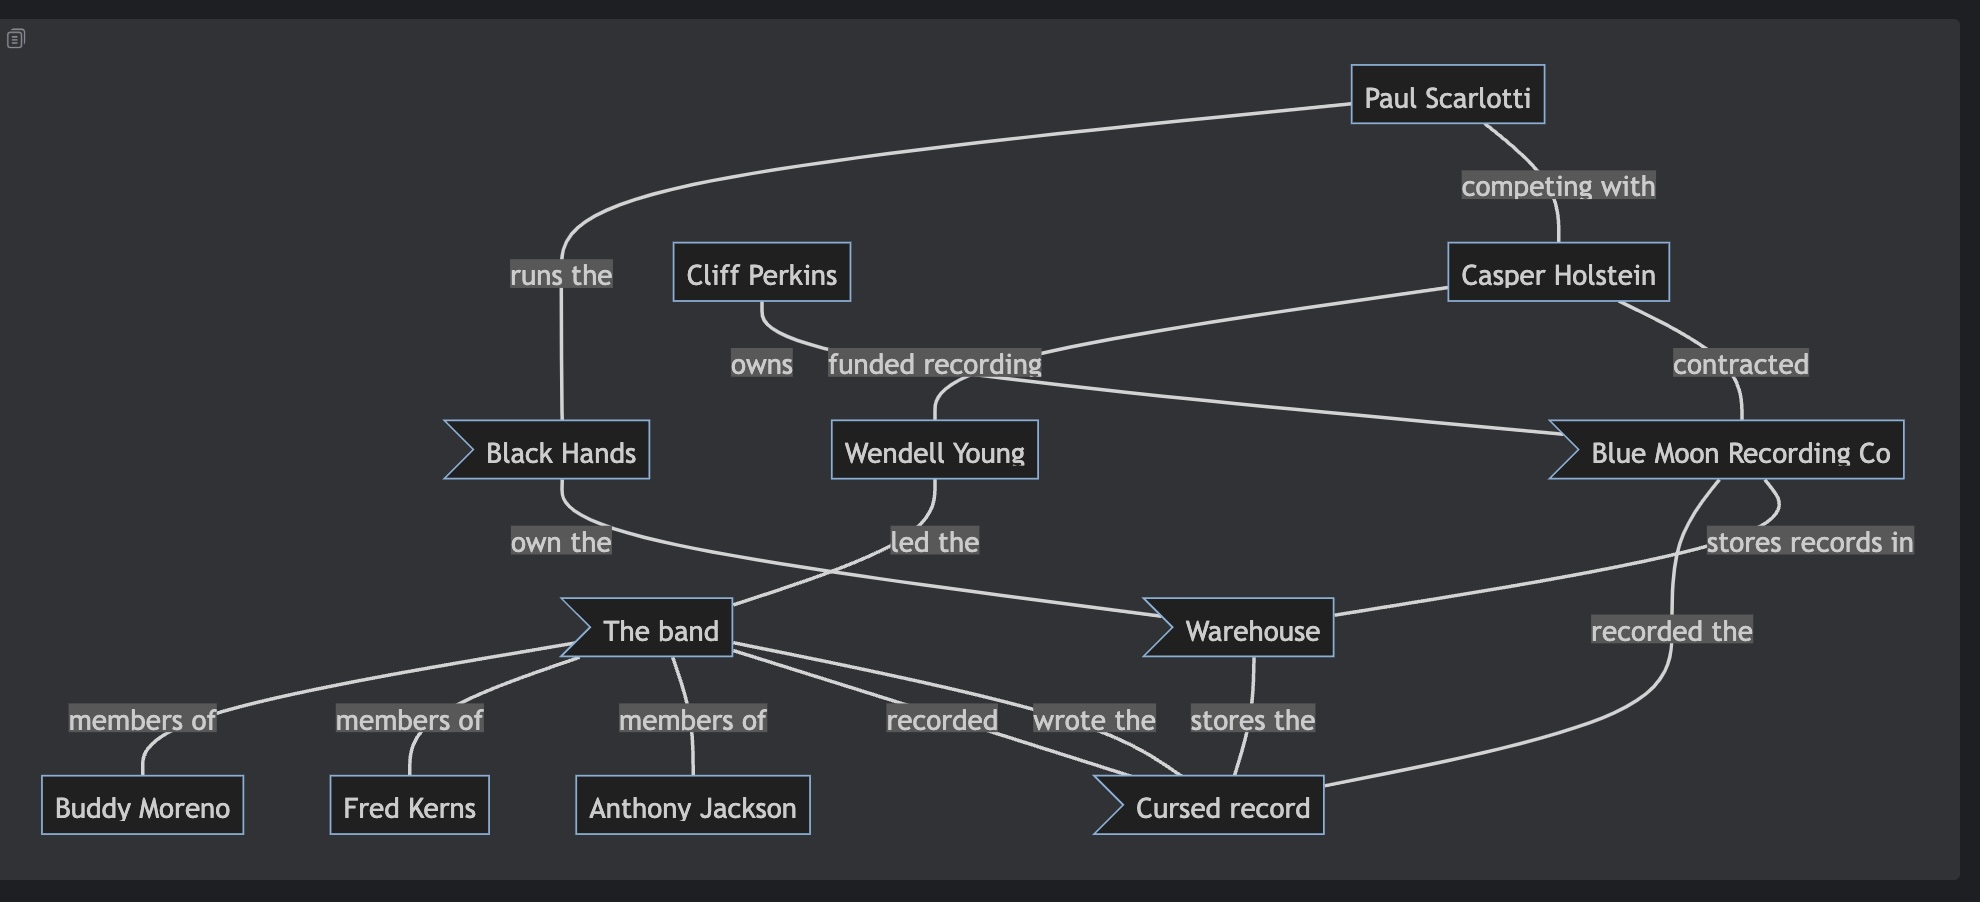 Paul Scarlotti
competing with
runs the
Cliff Perkins
Casper Holstein
owns
funded recording
contracted
Black Hands
Wendell Young
Blue Moon Recording Co
own the
led the
stores records in
The band
Warehouse
recorded the
members of
members of
members of
recorded
wrote the
stores the
Buddy Moreno
Fred Kerns
Anthony Jackson
Cursed record